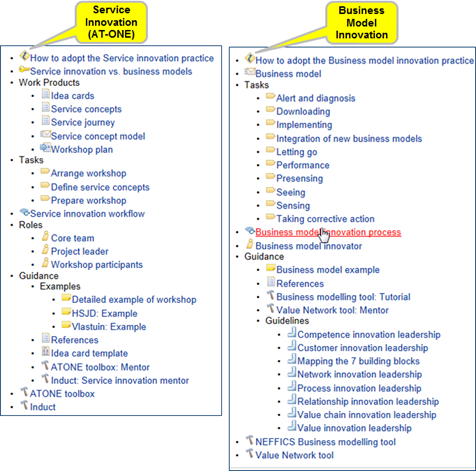 Service
Innovation
(AT-ONE)
How to adopt the Service innovation practice
Service innovation vs. business models
Work Products
Idea cards
Service concepts
Service journey
Service concept model
Workshop plan
Tasks
Arrange workshop
Define service concepts
Prepare workshop
Service innovation workflow
Roles
Core team
Project leader
Workshop participants
Guidance
Examples
Detailed example of workshop
HSJD: Example
Vlastuin: Example
References
Idea card template
ATONE toolbox: Mentor
Induct: Service innovation mentor
ATONE toolbox
Induct
Business
Model
Innovation
How to adopt the Business model innovation practice
Business model
Tasks
Alert and diagnosis
Downloading
Implementing
Integration of new business models
Letting go
Performance
Presensing
Seeing
Sensing
Taking corrective action
Business model innovation process
Business model innovator
Guidance
Business model example
References
Business modelling tool: Tutorial
Value Network tool: Mentor
Guidelines
Competence innovation leadership
Customer innovation leadership
Mapping the 7 building blocks
Network innovation leadership
Process innovation leadership
Relationship innovation leadership
Value chain innovation leadership
Value innovation leadership
NEFFICS Business modelling tool
Value Network tool